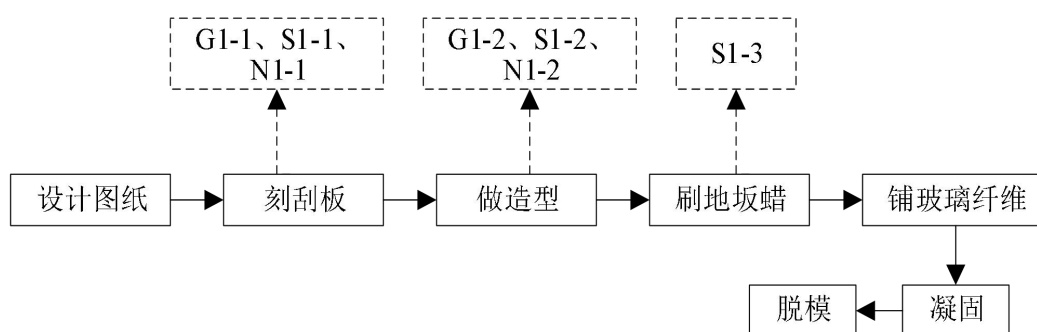 G1-1、S1-1、
N1-1
G1-2、S1-2、
N1-2
S1-3
设计图纸
刻刮板
做造型
刷地坂蜡
铺玻璃纤维
脱模
凝固